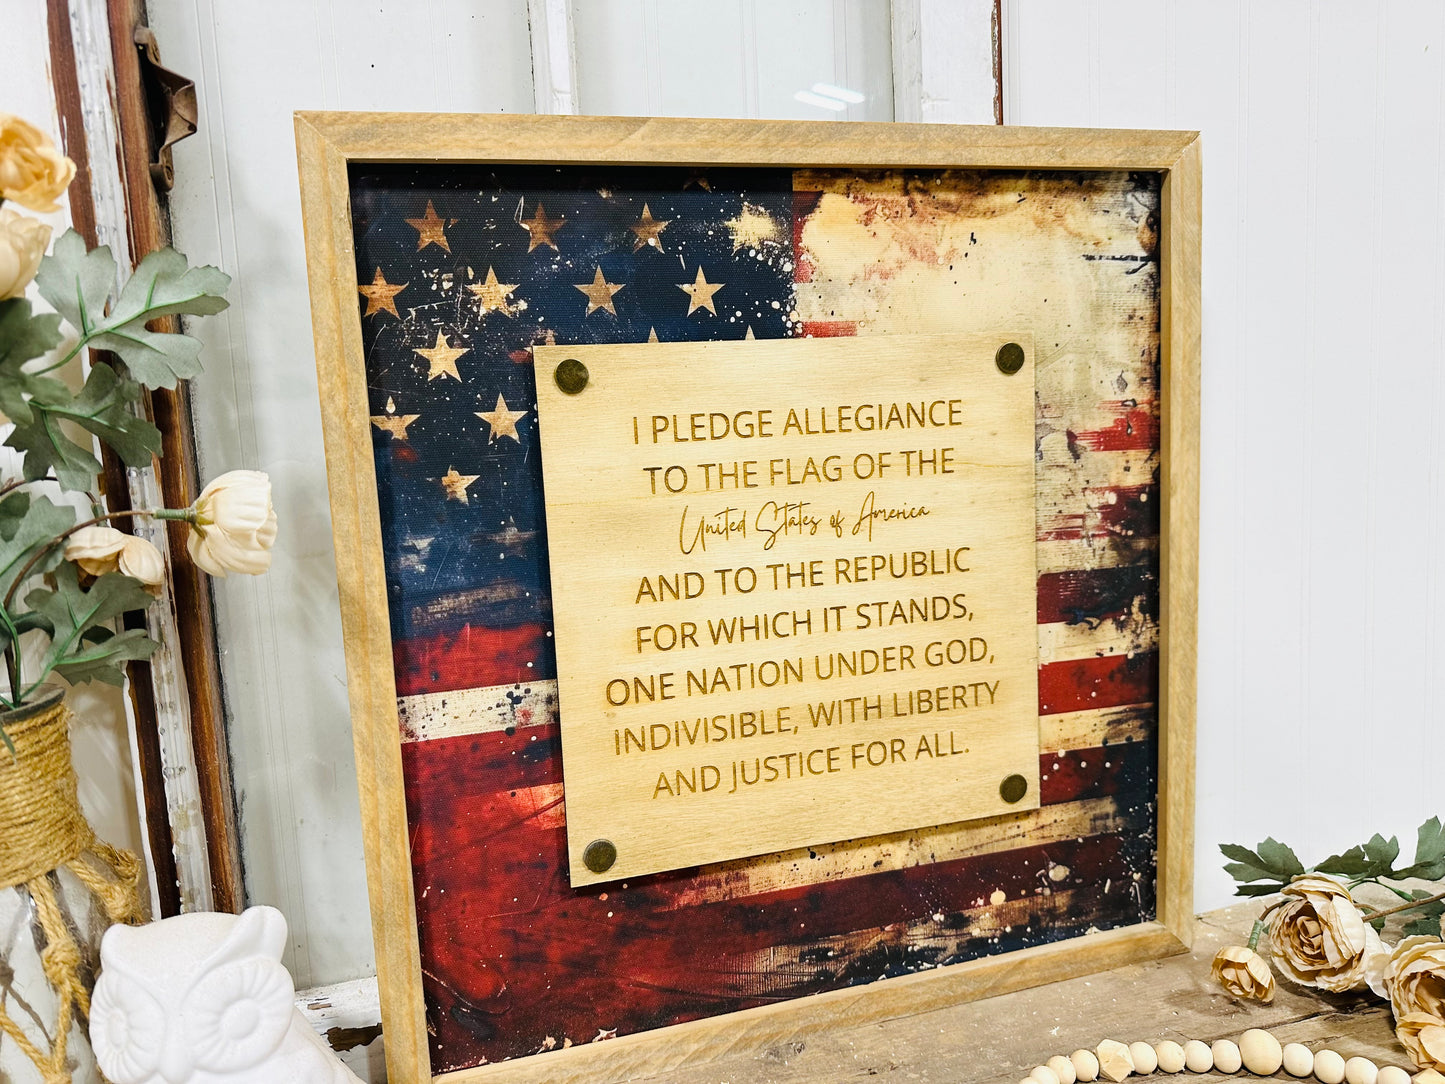 I PLEDGE ALLEGIANCE
TO THE FLAG OF THE
United States of America
AND TO THE REPUBLIC
FOR WHICH IT STANDS,
ONE NATION UNDER GOD,
INDIVISIBLE, WITH LIBERTY
AND JUSTICE FOR ALL.